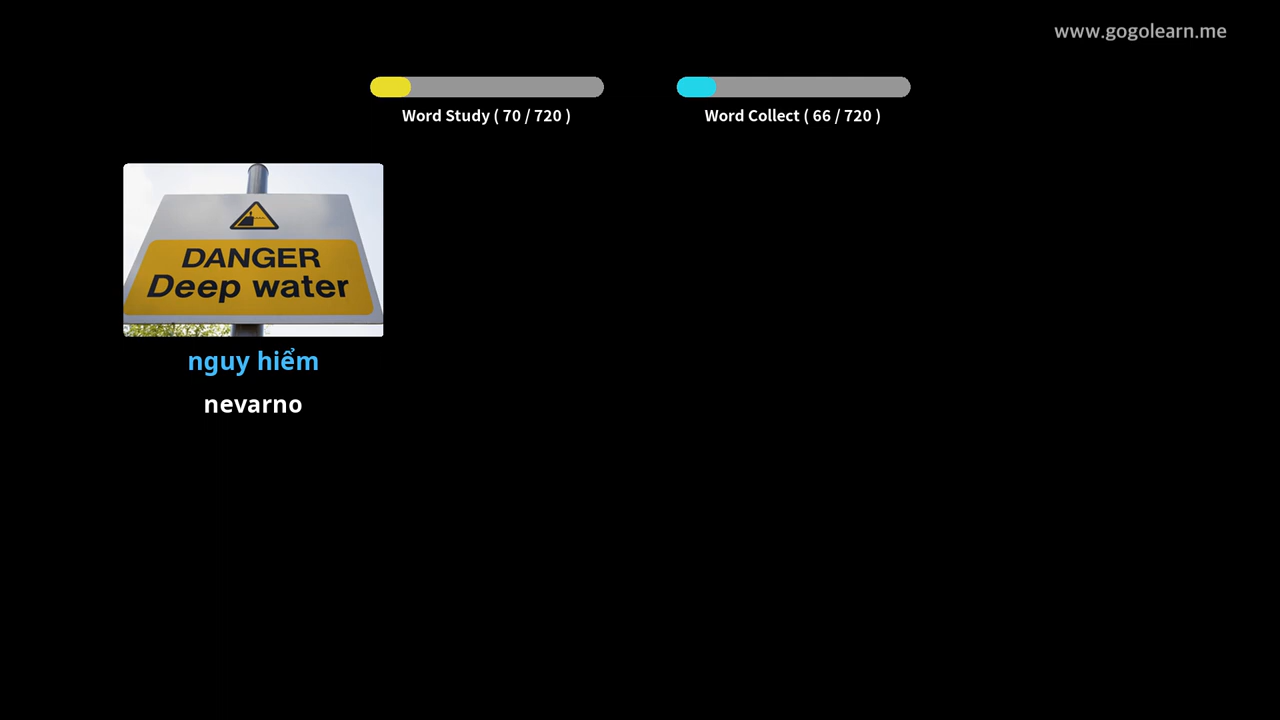 www.gogolearn.me
Word Study ( 70 / 720 )
Word Collect ( 66 / 720 )
DANGER
Deep water
nguy hiểm
nevarno